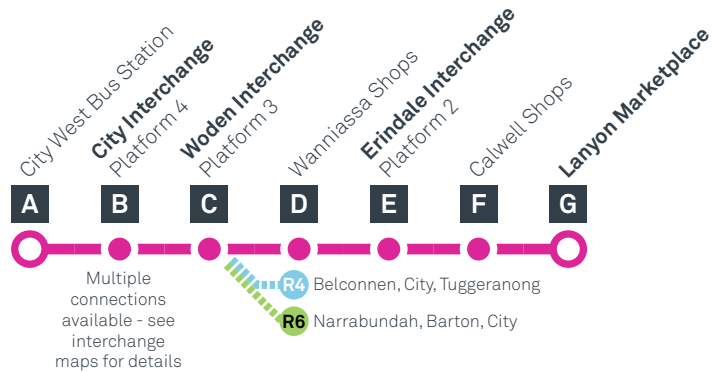 City West Bus Station
City Interchange
Platform 4
Woden Interchange
Platform 3
Wanniassa Shops
Erindale Interchange
Platform 2
Calwell Shops
Lanyon Marketplace
A
B
C
D
E
F
G
Multiple
connections
available - see
interchange
maps for details
R4 Belconnen, City, Tuggeranong
R6 Narrabundah, Barton, City